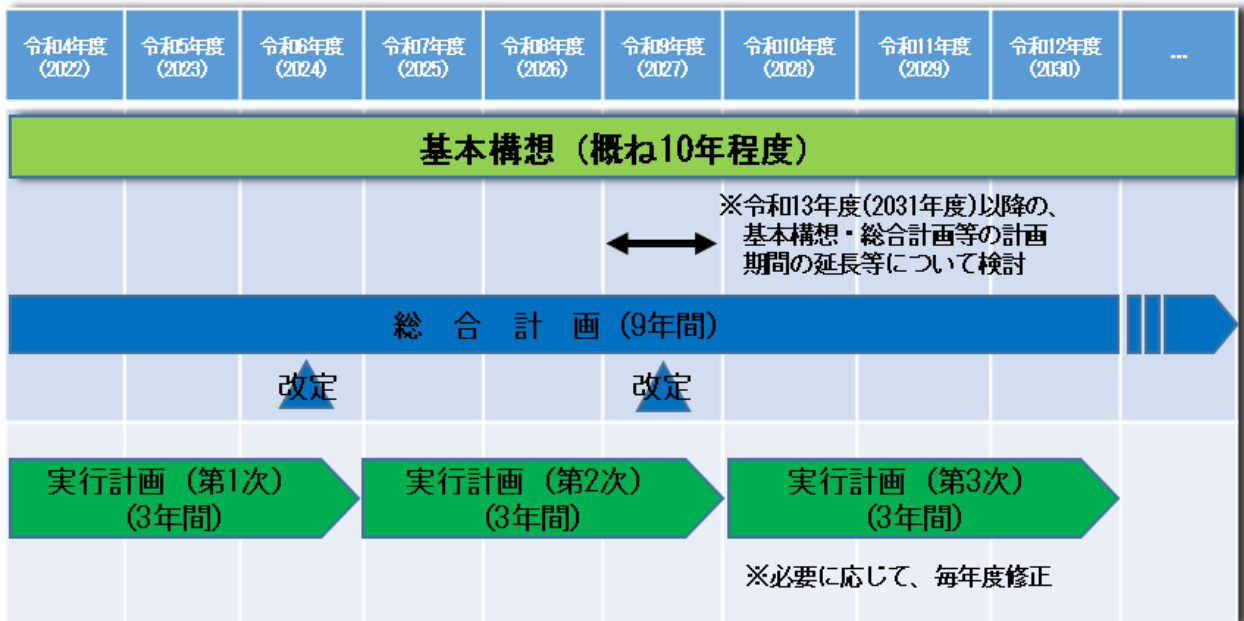 令和4年度
(2022)
令和5年度
(2023)
令和6年度
(2024)
令和7年度
(2025)
令和8年度
(2026)
令和9年度
(2027)
令和10年度
(2028)
令和11年度
(2029)
令和12年度
(2030)
…
基本構想（概ね10年程度）
※令和13年度(2031年度)以降の、
基本構想・総合計画等の計画
期間の延長等について検討
総 合 計 画（9年間）
改定
改定
実行計画（第1次）
(3年間)
実行計画（第2次）
(3年間)
実行計画（第3次）
(3年間)
※必要に応じて、毎年度修正